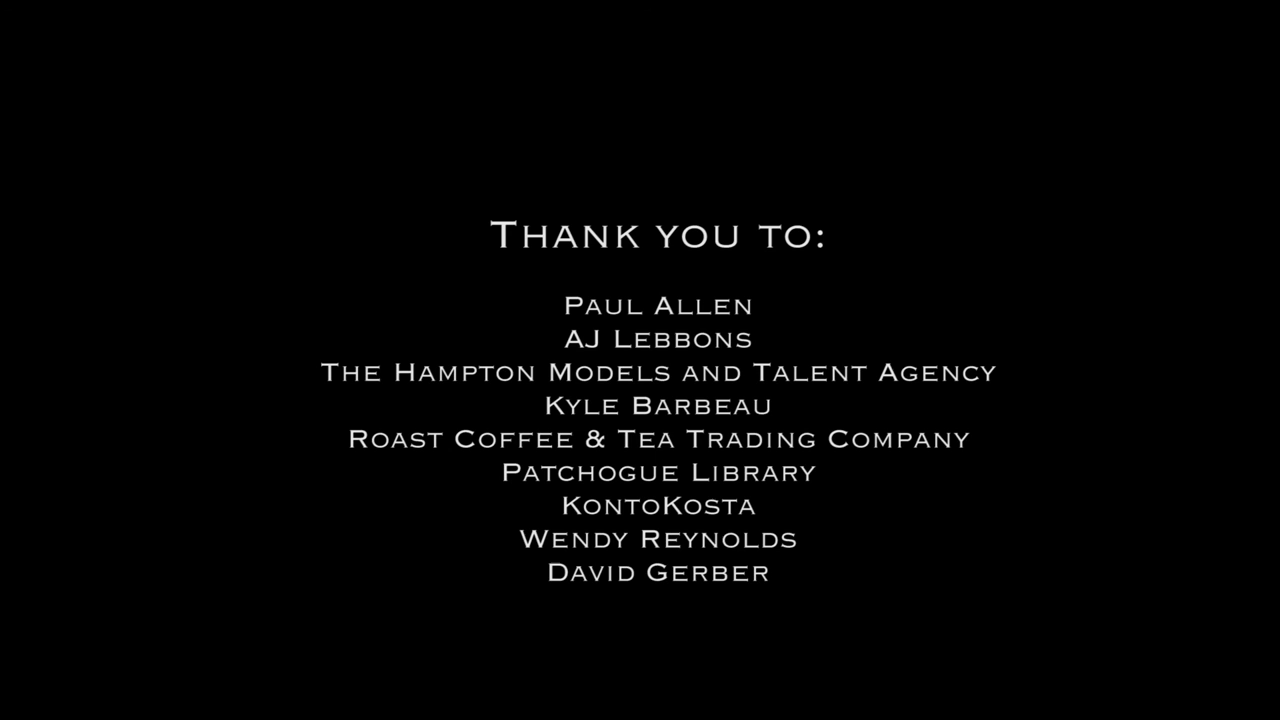 Thank you to:
Paul Allen
AJ Lebbons
The Hampton Models and Talent Agency
Kyle Barbeau
Roast Coffee & Tea Trading Company
Patchogue Library
KontoKosta
Wendy Reynolds
David Gerber